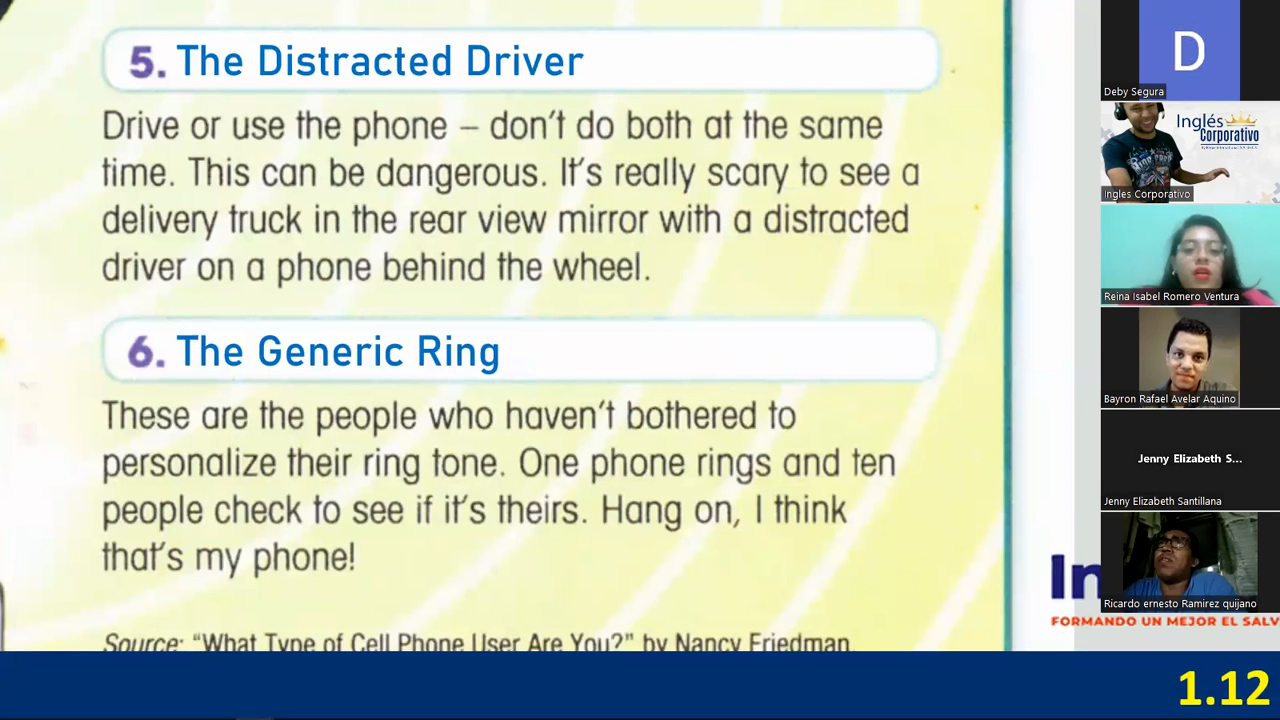 5. The Distracted Driver
Drive or use the phone – don't do both at the same
time. This can be dangerous. It's really scary to see a
delivery truck in the rear view mirror with a distracted
driver on a phone behind the wheel.
6. The Generic Ring
These are the people who haven't bothered to
personalize their ring tone. One phone rings and ten
people check to see if it's theirs. Hang on, I think
that's my phone!
Source: “What Type of Cell Phone User Are You?” by Nancy Friedman.
In
FORMANDO UN MEJOR EL SALV
1.12
D
Deby Segura
Inglés
Corporativo
Ingles Corporativo
Reina Isabel Romero Ventura
Bayron Rafael Avelar Aquino
Jenny Elizabeth S...
Jenny Elizabeth Santillana
Ricardo ernesto Ramirez quijano